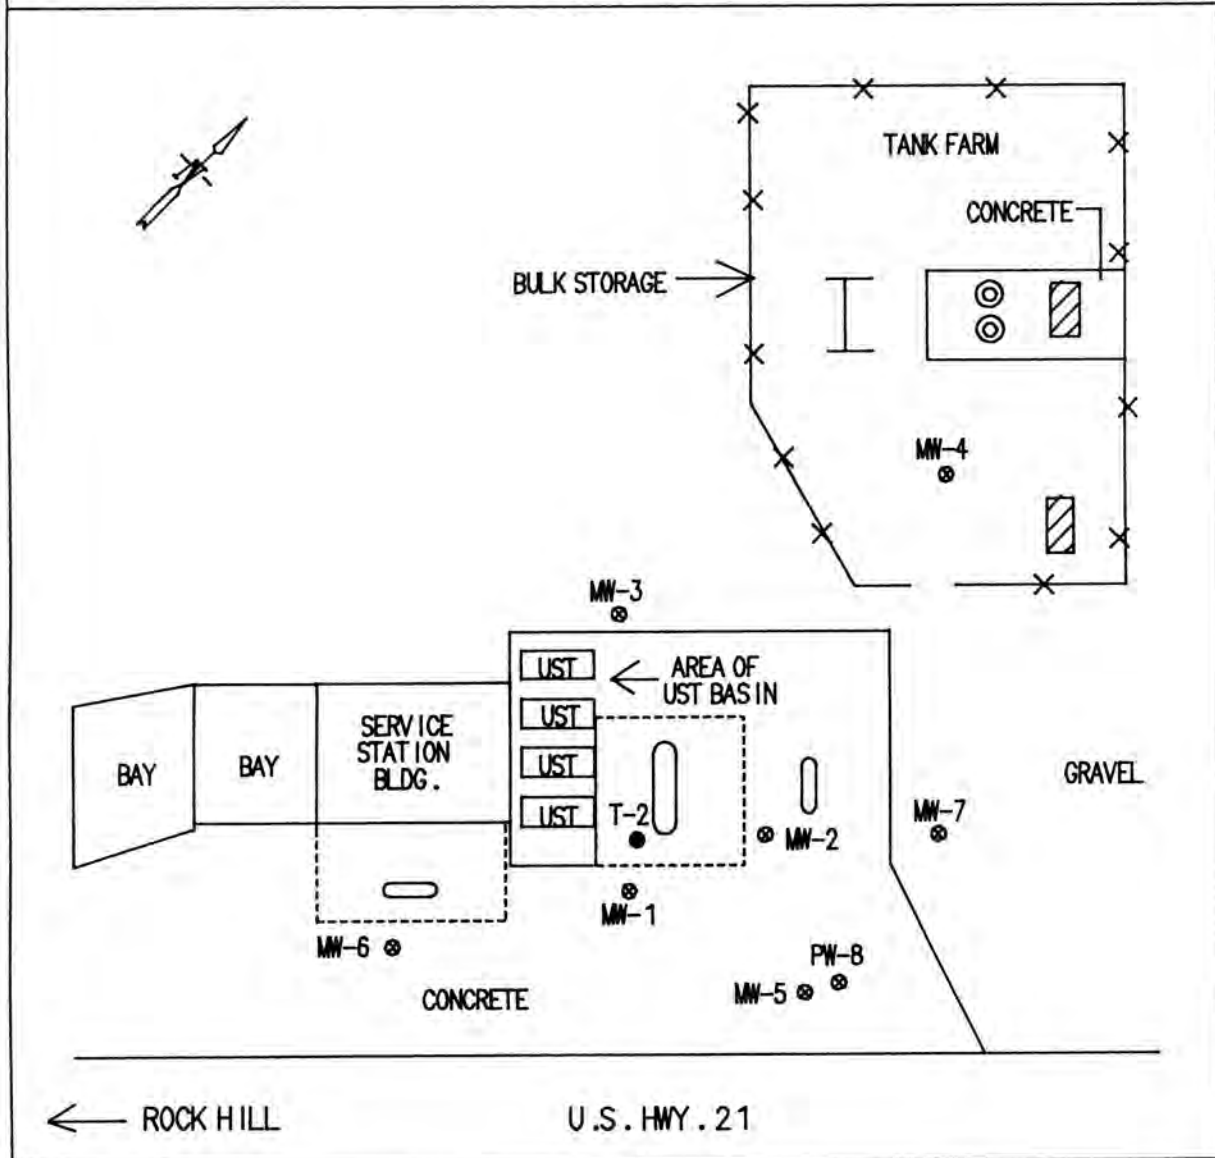 TANK FARM
CONCRETE
BULK STORAGE
N
MW-4
MW-3
UST
AREA OF
UST BASIN
UST
SERVICE
STATION
BLDG.
BAY
BAY
UST
UST
T-2
MW-2
MW-7
GRAVEL
MW-1
MW-6
PW-8
MW-5
CONCRETE
ROCK HILL
U.S. HWY. 21